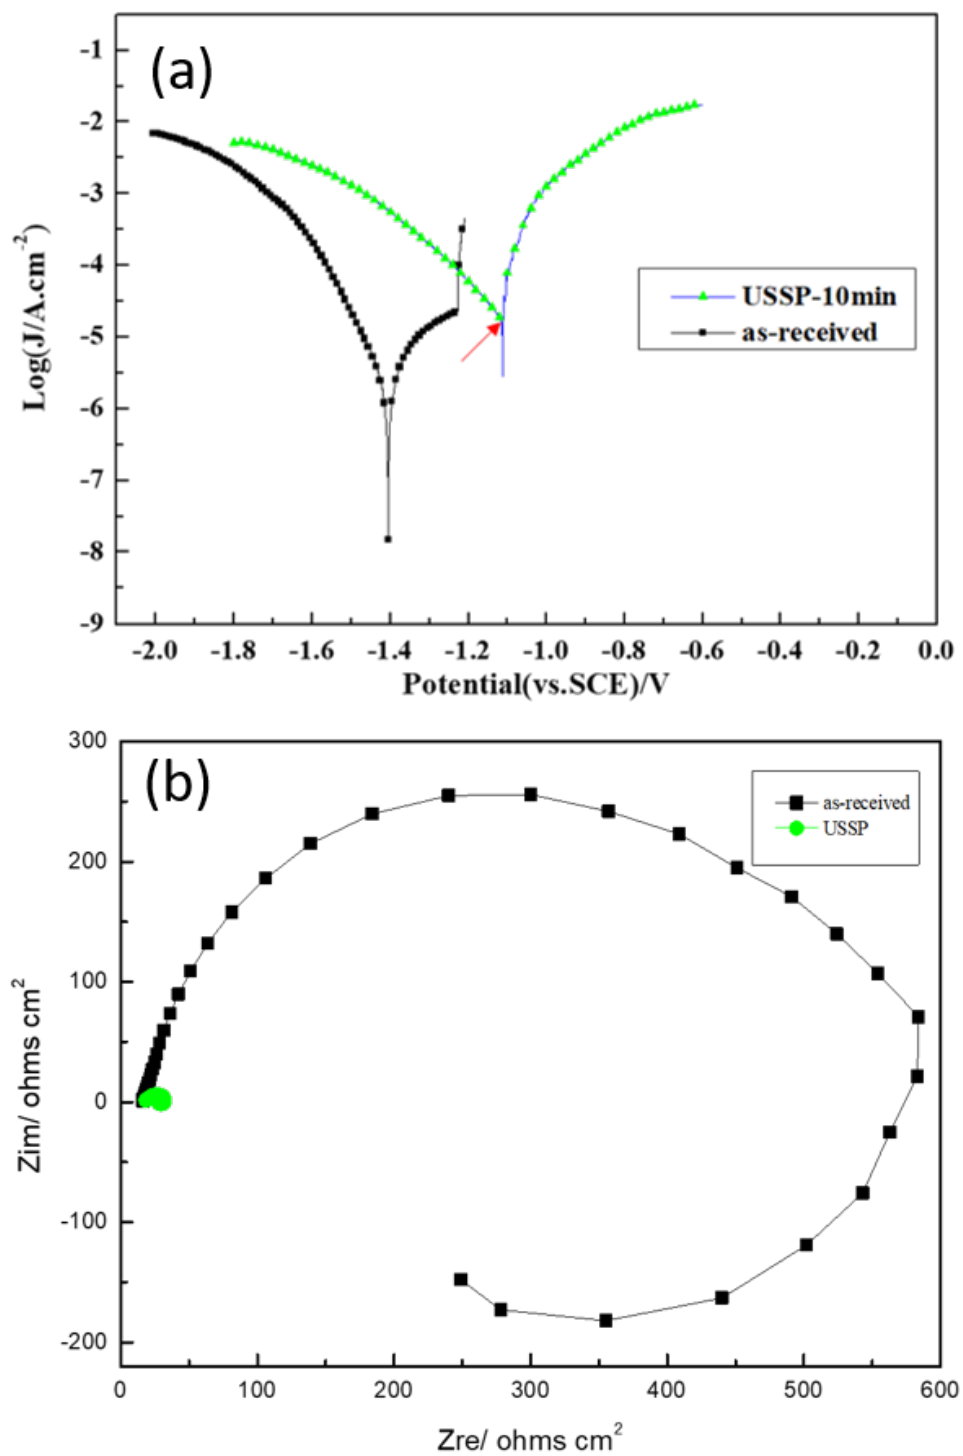 (a)
-1
-2
-3
-4
-5
-6
-7
-8
-9
Log(J/A.cm-2)
USSP-10min
as-received
-2.0 -1.8 -1.6 -1.4 -1.2 -1.0 -0.8 -0.6 -0.4 -0.2 0.0
Potential(vs.SCE)/V
(b)
300
200
100
0
-100
-200
Zim/ ohms cm2
as-received
USSP
0 100 200 300 400 500 600
Zre/ ohms cm2